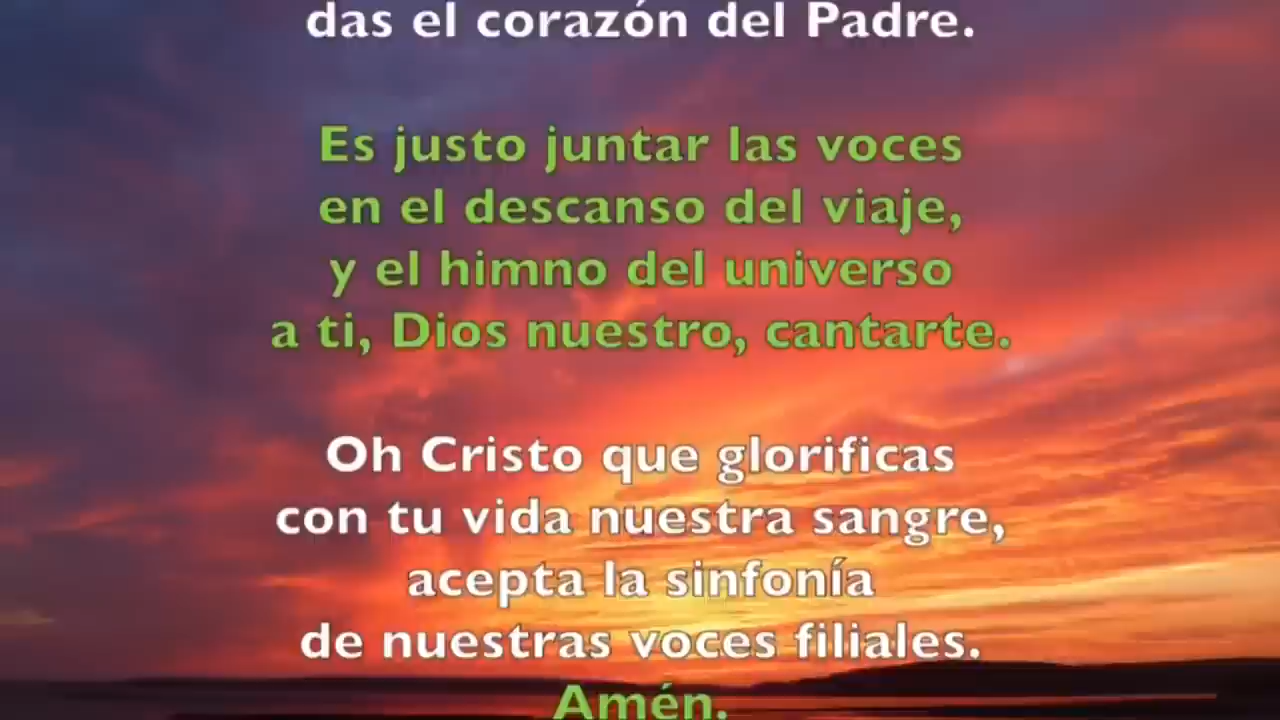 das el corazón del Padre.
Es justo juntar las voces
en el descanso del viaje,
y el himno del universo
a ti, Dios nuestro, cantarte.
Oh Cristo que glorificas
con tu vida nuestra sangre,
acepta la sinfonía
de nuestras voces filiales.
Amén.